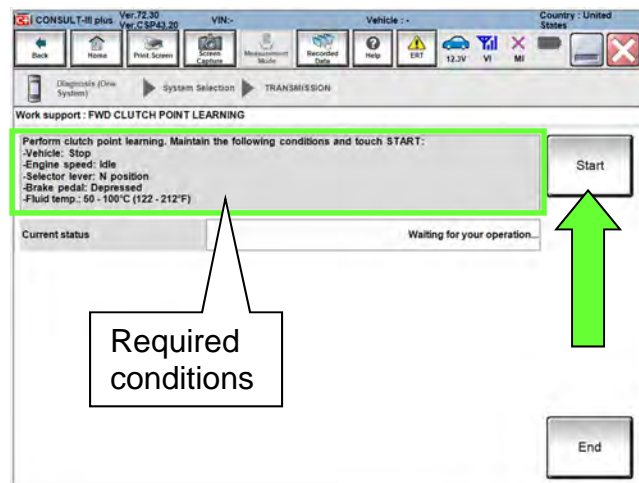 CONSULT-III plus Ver.72.30 VIN:- Vehicle : - Country : United
Ver.CSP43.20 States
Back Home Print Screen Screen Capture Measurement Mode Recorded Data Help ERT 12.3V VI MI
Diagnosis (One System) System Selection TRANSMISSION
Work support : FWD CLUTCH POINT LEARNING
Perform clutch point learning. Maintain the following conditions and touch START:
-Vehicle: Stop
-Engine speed: Idle
-Selector lever: N position
-Brake pedal: Depressed
-Fluid temp.: 50 - 100°C (122 - 212°F)
Start
Current status Waiting for your operation...
Required
conditions
End